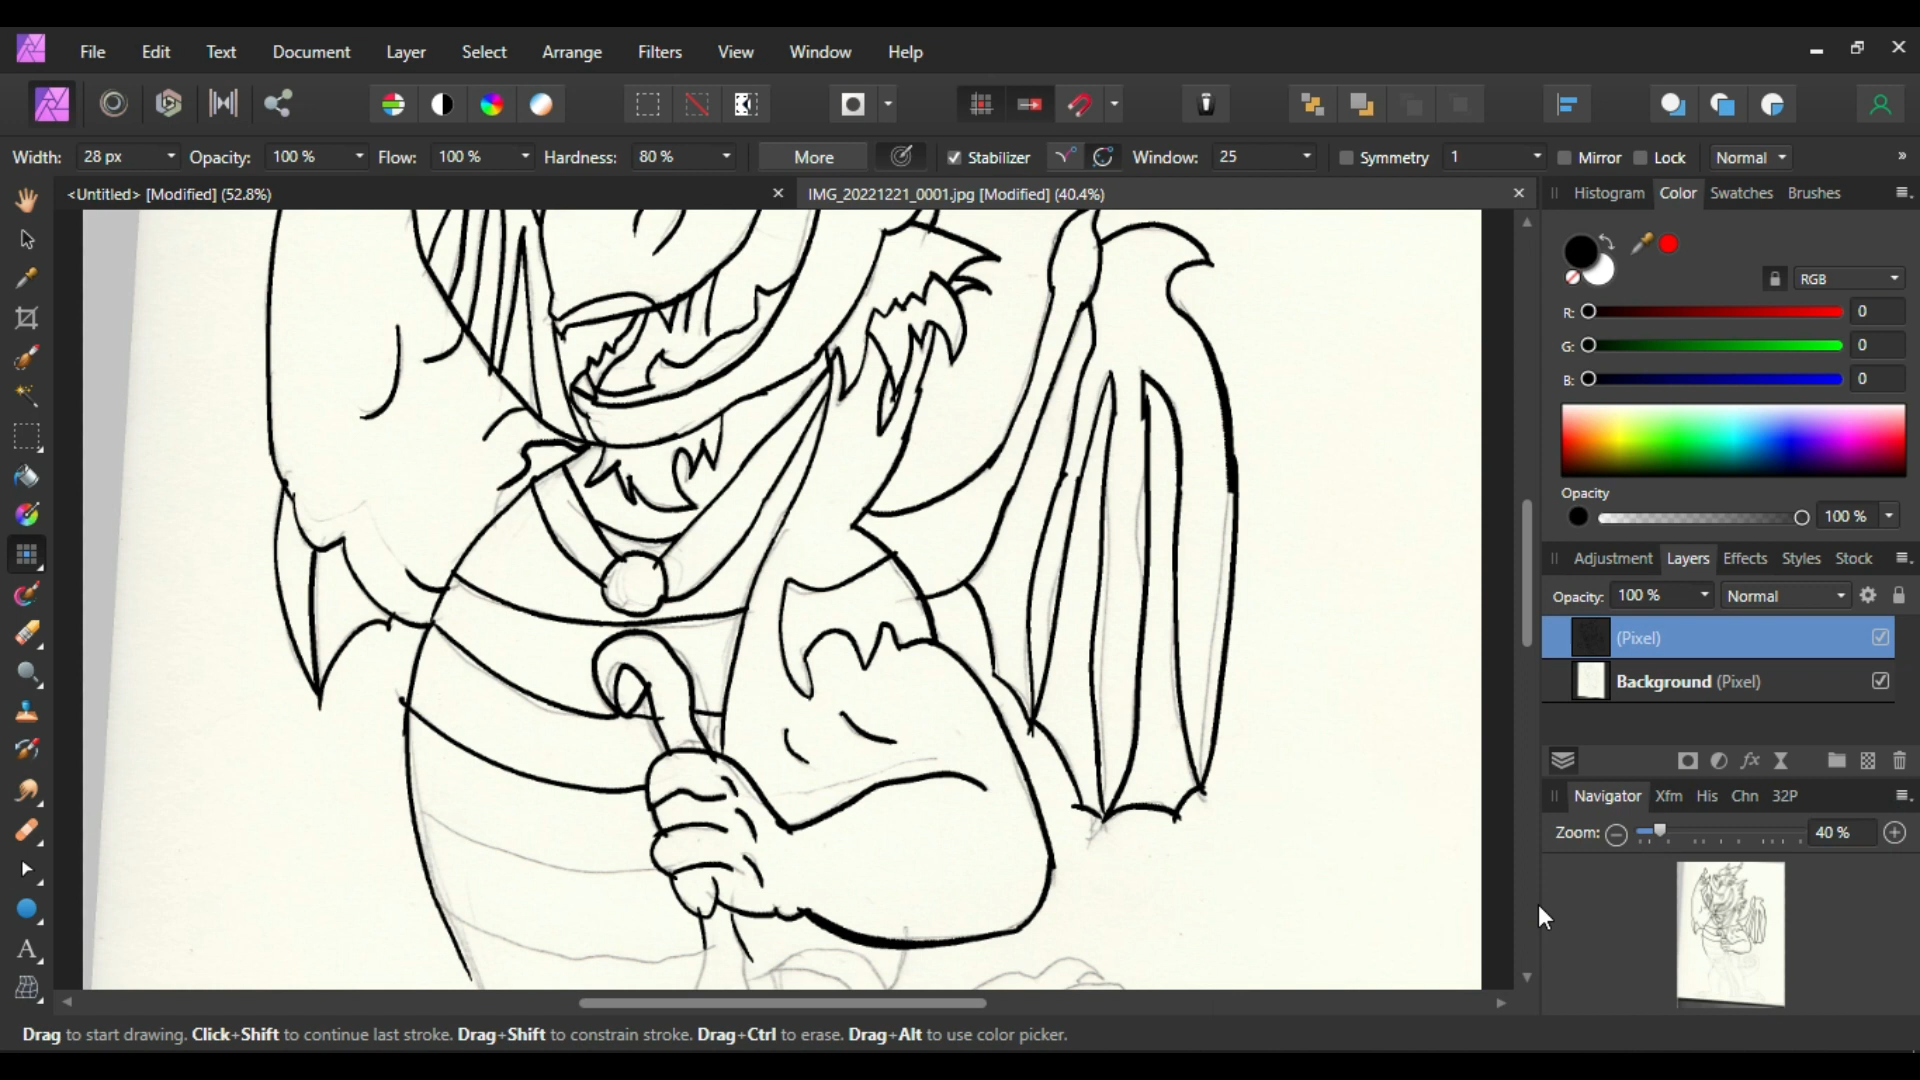 File Edit Text Document Layer Select Arrange Filters View Window Help
Width: 28 px Opacity: 100 % Flow: 100 % Hardness: 80 % More Stabilizer Window: 25 Symmetry 1 Mirror Lock Normal »
<Untitled> [Modified] (52.8%)
IMG_20221221_0001.jpg [Modified] (40.4%)
Histogram Color Swatches Brushes
RGB
R: 0
G: 0
B: 0
Opacity
100 %
Adjustment Layers Effects Styles Stock
Opacity: 100 % Normal
(Pixel)
Background (Pixel)
fx
Navigator Xfm His Chn 32P
Zoom: 40 %
A
Drag to start drawing. Click+Shift to continue last stroke. Drag+Shift to constrain stroke. Drag+Ctrl to erase. Drag+Alt to use color picker.